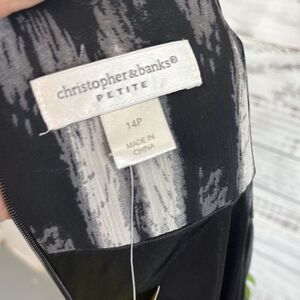 christopher&banks®
PETITE
14P
MADE IN
CHINA